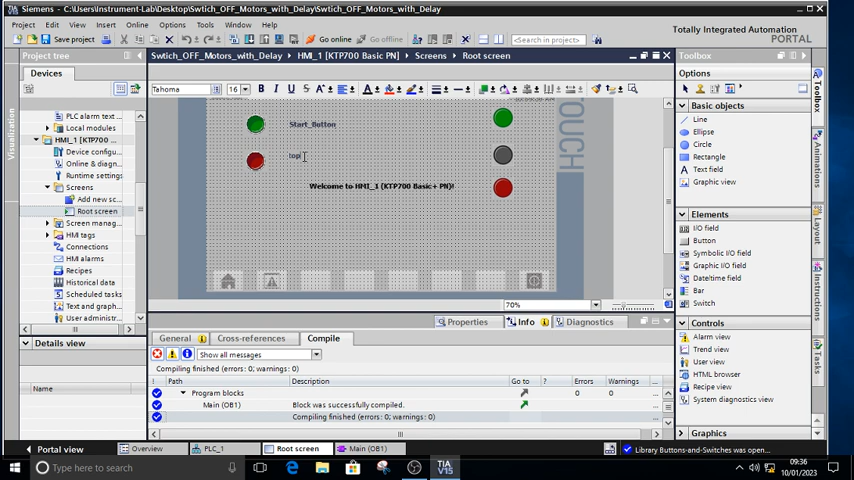 Siemens - C:\Users\Instrument-Lab\Desktop\Swtich_OFF_Motors_with_Delay\Swtich_OFF_Motors_with_Delay
Project Edit View Insert Online Options Tools Window Help
Totally Integrated Automation
PORTAL
Save project
Go online
Go offline
<Search in project>
Project tree
Swtich_OFF_Motors_with_Delay › HMI_1 [KTP700 Basic PN] › Screens › Root screen
Toolbox
Devices
Options
Tahoma 16
B I U S A
PLC alarm text ...
Local modules
HMI_1 [KTP700 ...
Device configu...
Online & diagn...
Runtime settings
Screens
Add new sc...
Root screen
Screen manag...
HMI tags
Connections
HMI alarms
Recipes
Historical data
Scheduled tasks
Text and graph...
User administr...
Details view
Name
Visualization
Start_Button
top
Welcome to HMI_1 (KTP700 Basic+ PN)!
TOUCH
70%
Basic objects
Line
Ellipse
Circle
Rectangle
Text field
Graphic view
Elements
I/O field
Button
Symbolic I/O field
Graphic I/O field
Date/time field
Bar
Switch
Controls
Alarm view
Trend view
User view
HMI browser
Recipe view
System diagnostics view
Graphics
Toolbox
Animations
Layout
Instructions
Tasks
Properties Info Diagnostics
General Cross-references Compile
Show all messages
Compiling finished (errors: 0; warnings: 0)
! Path Description Go to ? Errors Warnings ...
Program blocks 0 0
Main (OB1) Block was successfully compiled.
Compiling finished (errors: 0; warnings: 0)
Portal view Overview PLC_1 Root screen Main (OB1) Library Buttons-and-Switches was open...
Type here to search
TIA
V15
09:36
10/01/2023